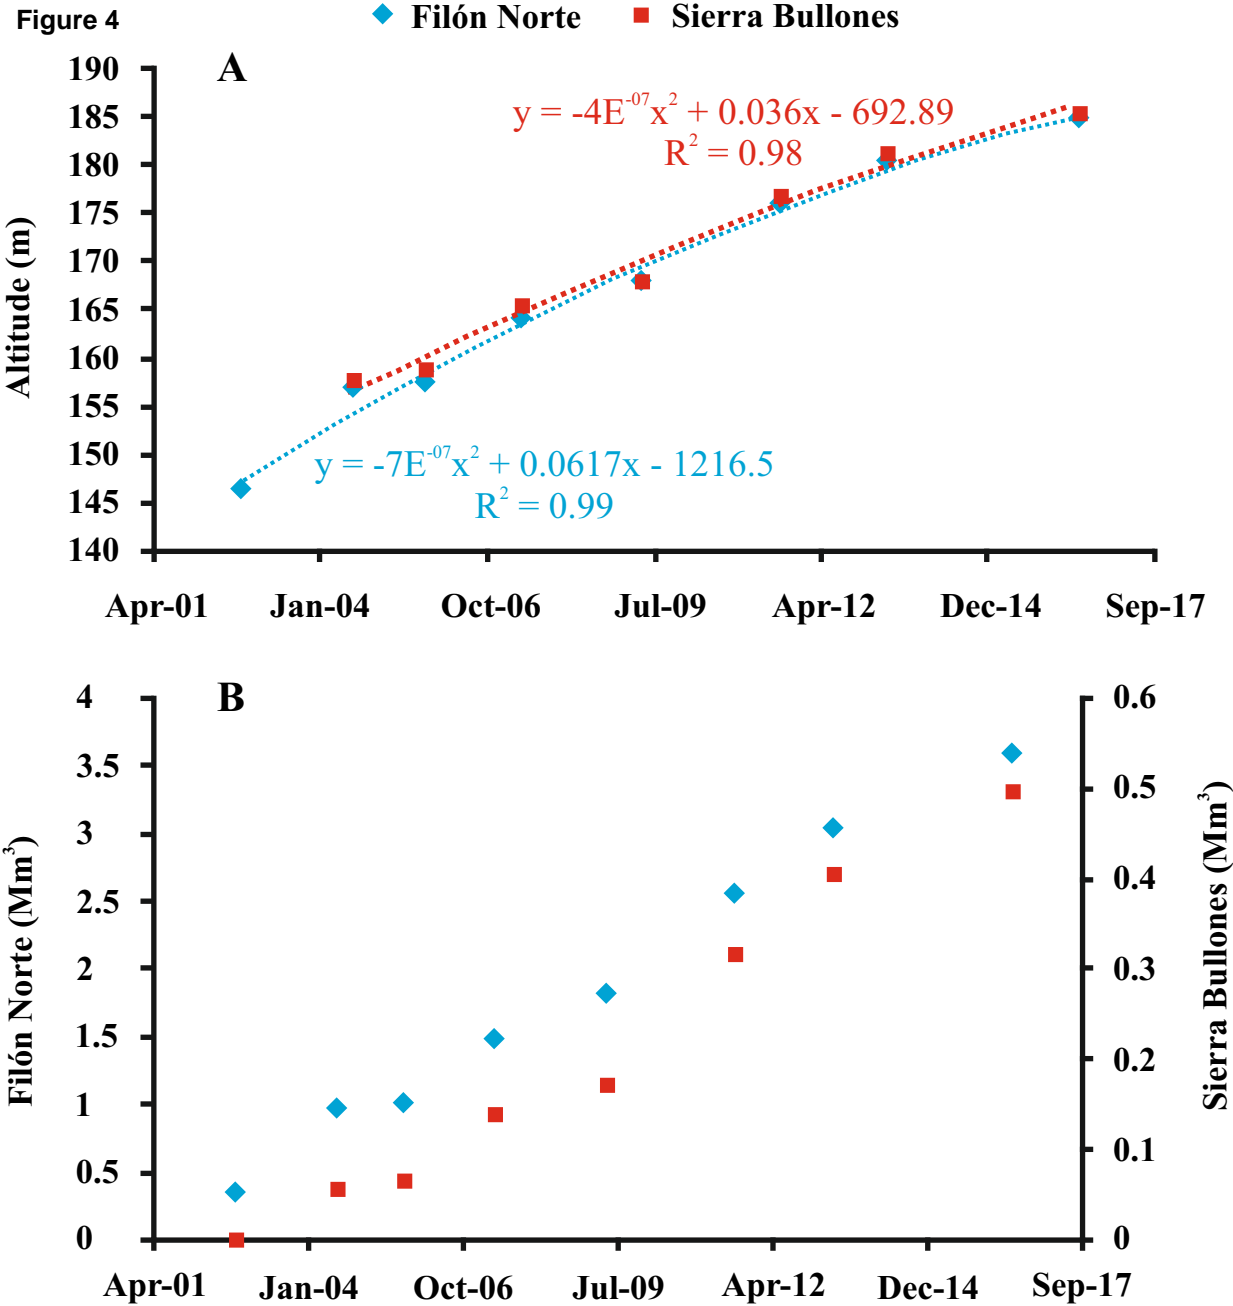 Figure 4
Filón Norte Sierra Bullones
A
190
185
180
175
170
165
160
155
150
145
140
Altitude (m)
y = -4E⁻⁰⁷x² + 0.036x - 692.89
R² = 0.98
y = -7E⁻⁰⁷x² + 0.0617x - 1216.5
R² = 0.99
Apr-01 Jan-04 Oct-06 Jul-09 Apr-12 Dec-14 Sep-17
B
4
3.5
3
2.5
2
1.5
1
0.5
0
Filón Norte (Mm³)
0.6
0.5
0.4
0.3
0.2
0.1
0
Sierra Bullones (Mm³)
Apr-01 Jan-04 Oct-06 Jul-09 Apr-12 Dec-14 Sep-17